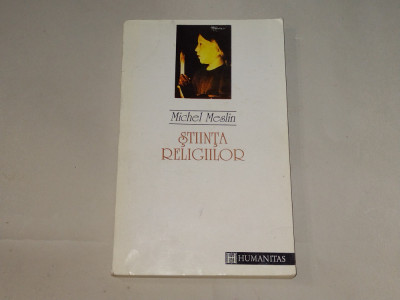 Michel Meslin
ŞTIINŢA
RELIGIILOR
H HUMANITAS